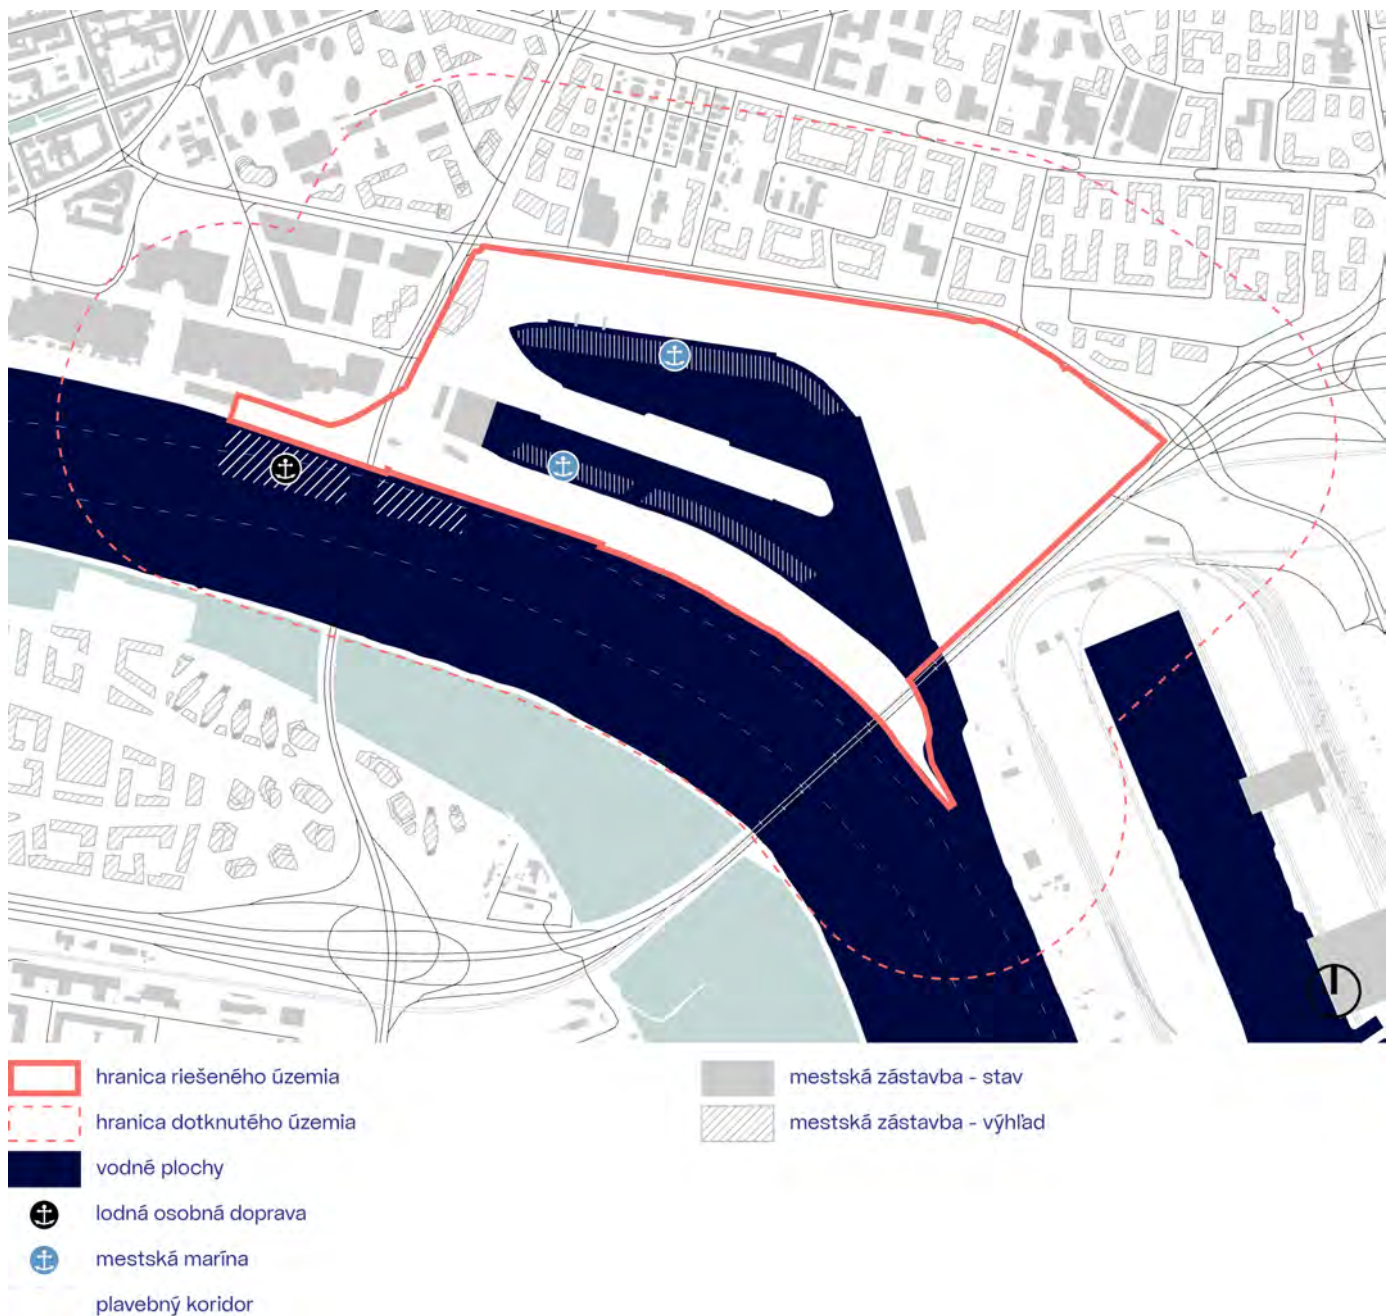 hranica riešeného územia
hranica dotknutého územia
vodné plochy
lodná osobná doprava
mestská marína
plavebný koridor
mestská zástavba - stav
mestská zástavba - výhľad